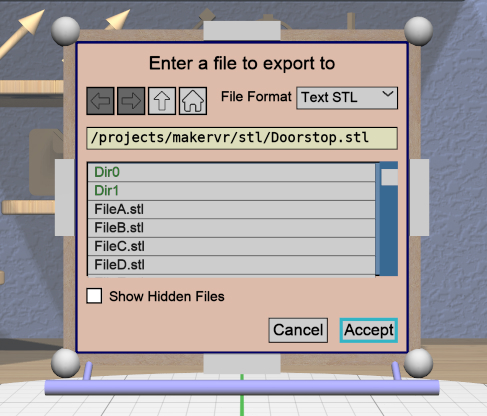 Enter a file to export to
File Format Text STL
/projects/makervr/stl/Doorstop.stl
Dir0
Dir1
FileA.stl
FileB.stl
FileC.stl
FileD.stl
Show Hidden Files
Cancel Accept